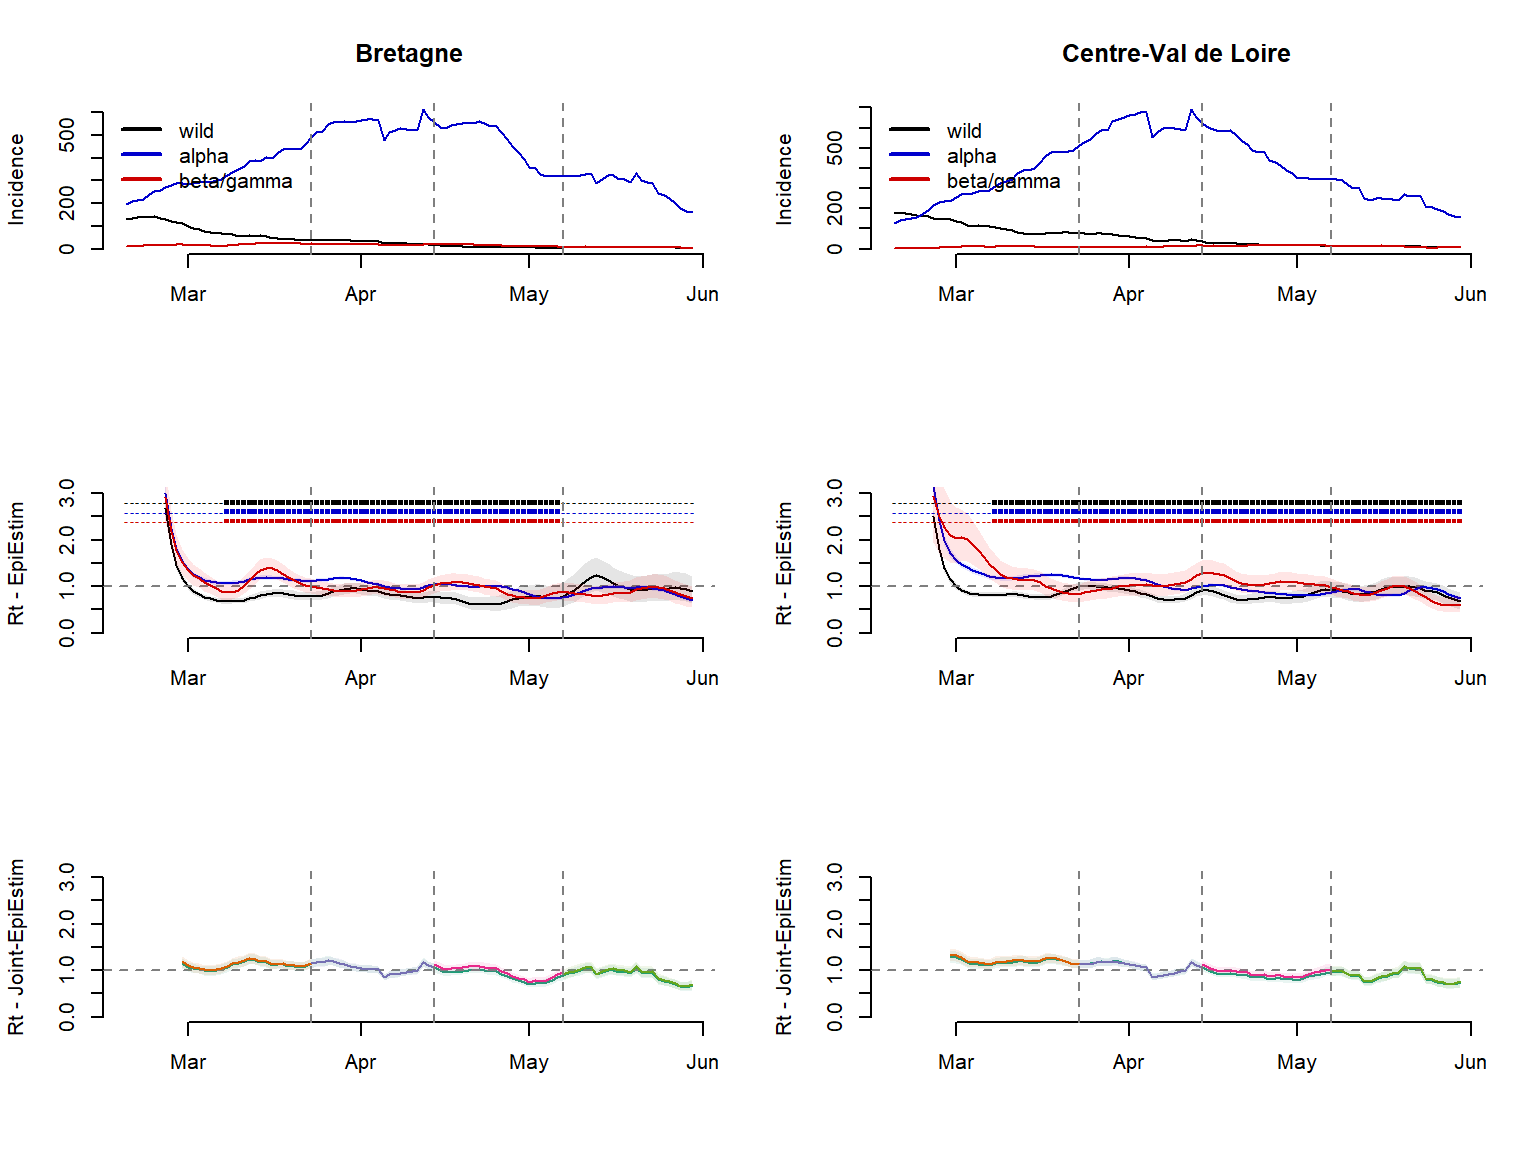 Bretagne
Centre-Val de Loire
Incidence
0
200
500
wild
alpha
beta/gamma
Mar
Apr
May
Jun
Incidence
0
200
500
wild
alpha
beta/gamma
Mar
Apr
May
Jun
Rt - EpiEstim
0.0
1.0
2.0
3.0
Mar
Apr
May
Jun
Rt - EpiEstim
0.0
1.0
2.0
3.0
Mar
Apr
May
Jun
Rt - Joint-EpiEstim
0.0
1.0
2.0
3.0
Mar
Apr
May
Jun
Rt - Joint-EpiEstim
0.0
1.0
2.0
3.0
Mar
Apr
May
Jun